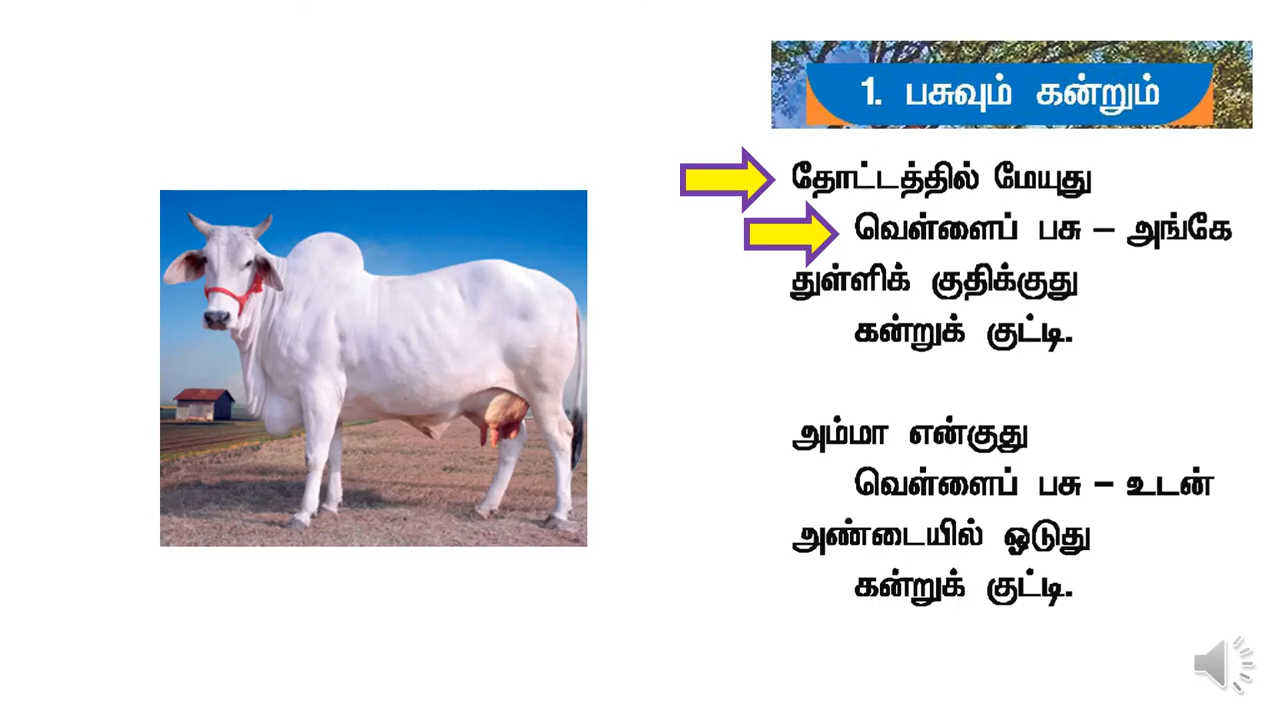 1. பசுவும் கன்றும்
தோட்டத்தில் மேயுது
வெள்ளைப் பசு – அங்கே
துள்ளிக் குதிக்குது
கன்றுக் குட்டி.
அம்மா என்குது
வெள்ளைப் பசு – உடன்
அண்டையில் ஓடுது
கன்றுக் குட்டி.